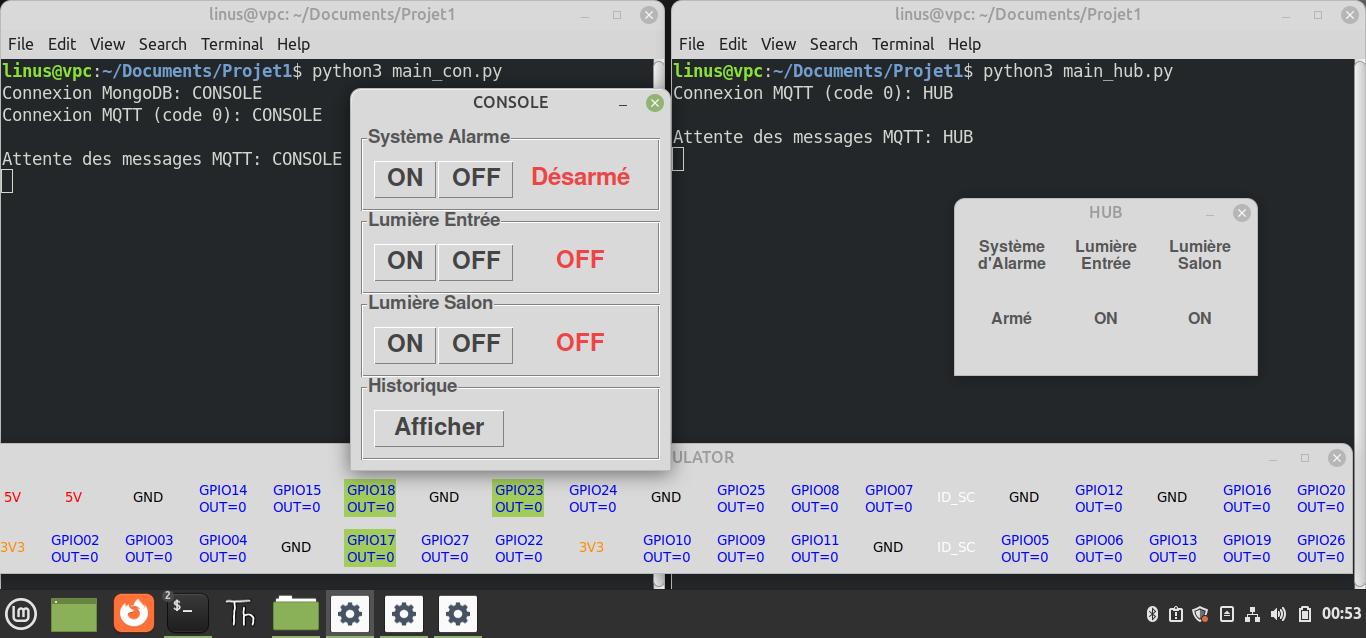 linus@vpc: ~/Documents/Projet1
File Edit View Search Terminal Help
linus@vpc:~/Documents/Projet1$ python3 main_con.py
Connexion MongoDB: CONSOLE
Connexion MQTT (code 0): CONSOLE
Attente des messages MQTT: CONSOLE
linus@vpc: ~/Documents/Projet1
File Edit View Search Terminal Help
linus@vpc:~/Documents/Projet1$ python3 main_hub.py
Connexion MQTT (code 0): HUB
Attente des messages MQTT: HUB
CONSOLE
Système Alarme
ON OFF Désarmé
Lumière Entrée
ON OFF OFF
Lumière Salon
ON OFF OFF
Historique
Afficher
HUB
Système Lumière Lumière
d'Alarme Entrée Salon
Armé ON ON
ULATOR
5V 5V GND GPIO14 GPIO15 GPIO18 GND GPIO23 GPIO24 GND GPIO25 GPIO08 GPIO07 ID_SC GND GPIO12 GND GPIO16 GPIO20
OUT=0 OUT=0 OUT=0 OUT=0 OUT=0 OUT=0 OUT=0 OUT=0 OUT=0 OUT=0 OUT=0
3V3 GPIO02 GPIO03 GPIO04 GND GPIO17 GPIO27 GPIO22 3V3 GPIO10 GPIO09 GPIO11 GND ID_SC GPIO05 GPIO06 GPIO13 GPIO19 GPIO26
OUT=0 OUT=0 OUT=0 OUT=0 OUT=0 OUT=0 OUT=0 OUT=0 OUT=0 OUT=0 OUT=0 OUT=0 OUT=0 OUT=0
2
$_
Th
00:53